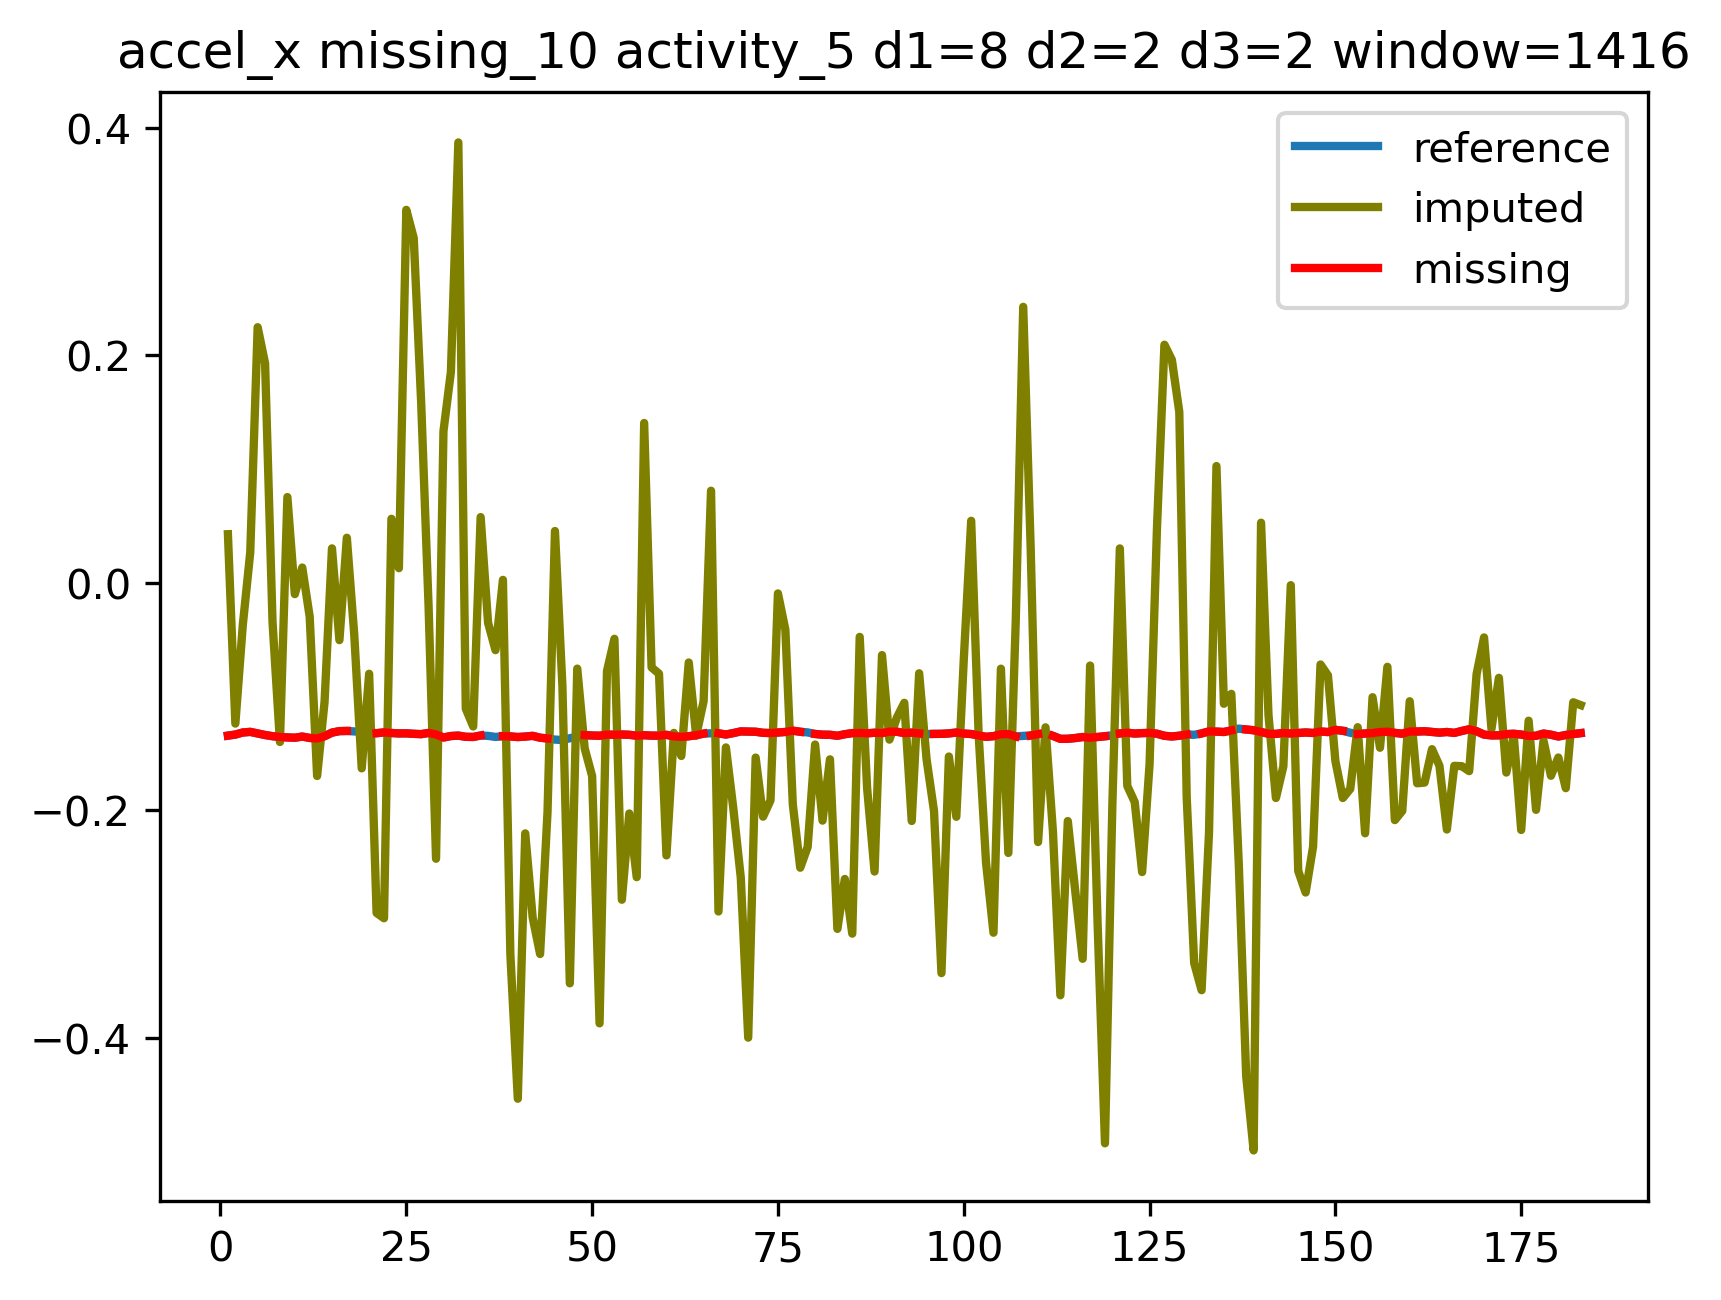 accel_x missing_10 activity_5 d1=8 d2=2 d3=2 window=1416
reference
imputed
missing
0.4
0.2
0.0
−0.2
−0.4
0 25 50 75 100 125 150 175